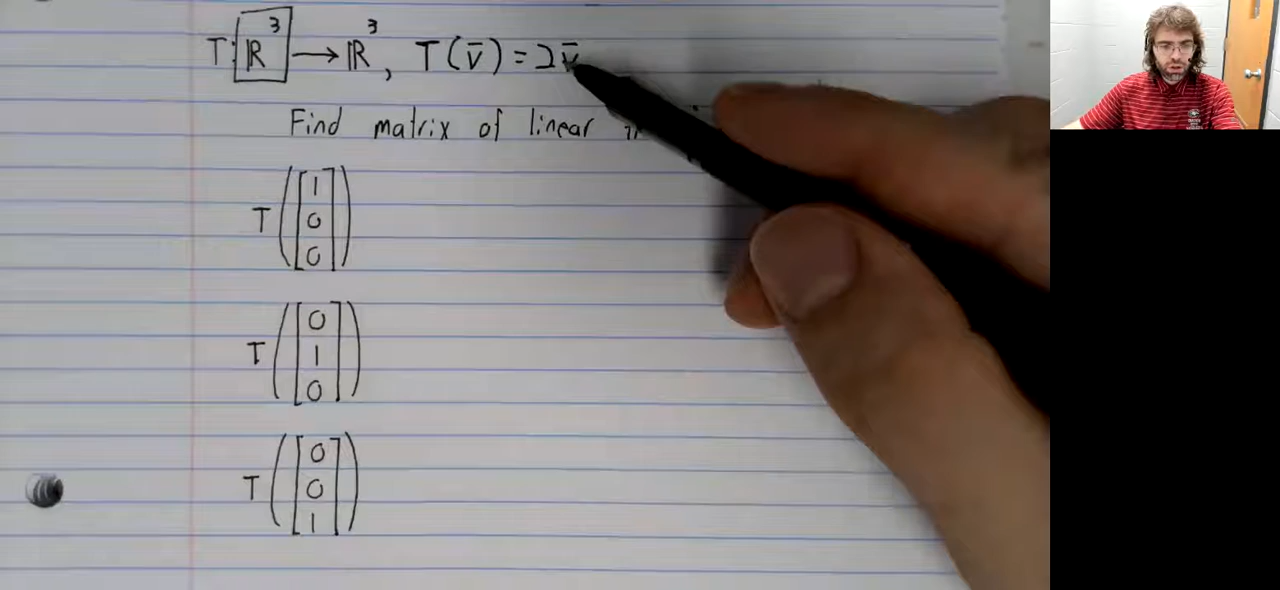 T: ℝ³ → ℝ³, T(v̄) = 2v̄
Find matrix of linear
T([1 0 0])
T([0 1 0])
T([0 0 1])